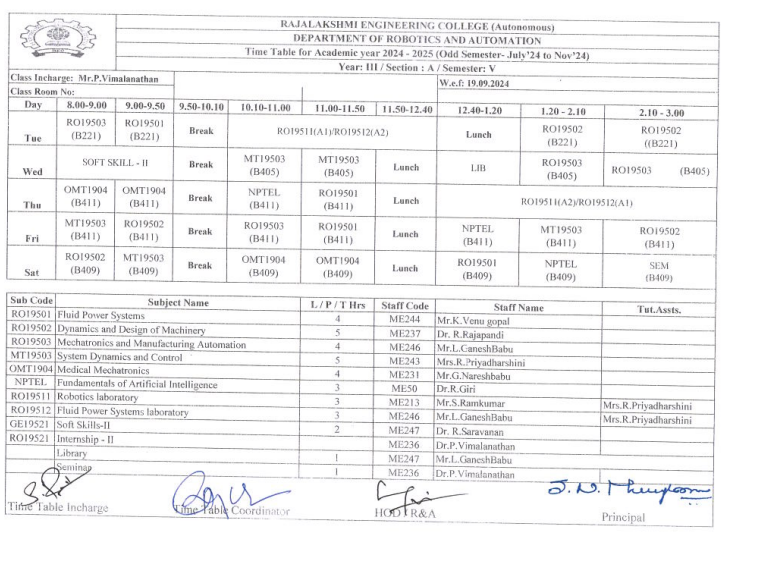 RAJALAKSHMI ENGINEERING COLLEGE (Autonomous)
DEPARTMENT OF ROBOTICS AND AUTOMATION
Time Table for Academic year 2024 - 2025 (Odd Semester- July'24 to Nov'24)
Year: III / Section : A / Semester: V
Class Incharge: Mr.P.Vimalanathan W.e.f: 19.09.2024
Class Room No:
Day 8.00-9.00 9.00-9.50 9.50-10.10 10.10-11.00 11.00-11.50 11.50-12.40 12.40-1.20 1.20 - 2.10 2.10 - 3.00
Tue RO19503 (B221) RO19501 (B221) Break RO19511(A1)/RO19512(A2) Lunch RO19502 (B221) RO19502 ((B221)
Wed SOFT SKILL - II Break MT19503 (B405) MT19503 (B405) Lunch LIB RO19503 (B405) RO19503 (B405)
Thu OMT1904 (B411) OMT1904 (B411) Break NPTEL (B411) RO19501 (B411) Lunch RO19511(A2)/RO19512(A1)
Fri MT19503 (B411) RO19502 (B411) Break RO19503 (B411) RO19501 (B411) Lunch NPTEL (B411) MT19503 (B411) RO19502 (B411)
Sat RO19502 (B409) MT19503 (B409) Break OMT1904 (B409) OMT1904 (B409) Lunch RO19501 (B409) NPTEL (B409) SEM (B409)
Sub Code Subject Name L / P / T Hrs Staff Code Staff Name Tut.Assts.
RO19501 Fluid Power Systems 4 ME244 Mr.K.Venu gopal
RO19502 Dynamics and Design of Machinery 5 ME237 Dr. R.Rajapandi
RO19503 Mechatronics and Manufacturing Automation 4 ME246 Mr.L.GaneshBabu
MT19503 System Dynamics and Control 5 ME243 Mrs.R.Priyadharshini
OMT1904 Medical Mechatronics 4 ME231 Mr.G.Nareshbabu
NPTEL Fundamentals of Artificial Intelligence 3 ME50 Dr.R.Giri
RO19511 Robotics laboratory 3 ME213 Mr.S.Ramkumar Mrs.R.Priyadharshini
RO19512 Fluid Power Systems laboratory 3 ME246 Mr.L.GaneshBabu Mrs.R.Priyadharshini
GE19521 Soft Skills-II 2 ME247 Dr. R.Saravanan
RO19521 Internship - II ME236 Dr.P.Vimalanathan
Library 1 ME247 Mr.L.GaneshBabu
Seminar 1 ME236 Dr.P.Vimalanathan
Time Table Incharge Time Table Coordinator HOD / R&A Principal